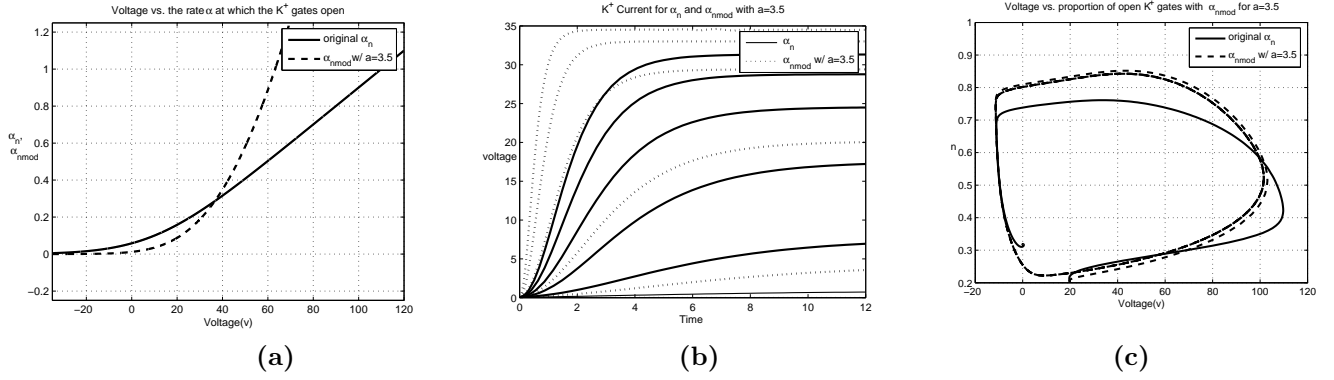 Voltage vs. the rate α at which the K+ gates open
1.2
1
0.8
0.6
0.4
0.2
0
−0.2
αn,
αnmod
original αn
αnmod w/ a=3.5
−20 0 20 40 60 80 100 120
Voltage(v)
(a)
K+ Current for αn and αnmod with a=3.5
35
30
25
20
15
10
5
0
voltage
αn
αnmod w/ a=3.5
0 2 4 6 8 10 12
Time
(b)
Voltage vs. proportion of open K+ gates with αnmod for a=3.5
1
0.9
0.8
0.7
0.6
0.5
0.4
0.3
0.2
n
original αn
αnmod w/ a=3.5
−20 0 20 40 60 80 100 120
Voltage(v)
(c)